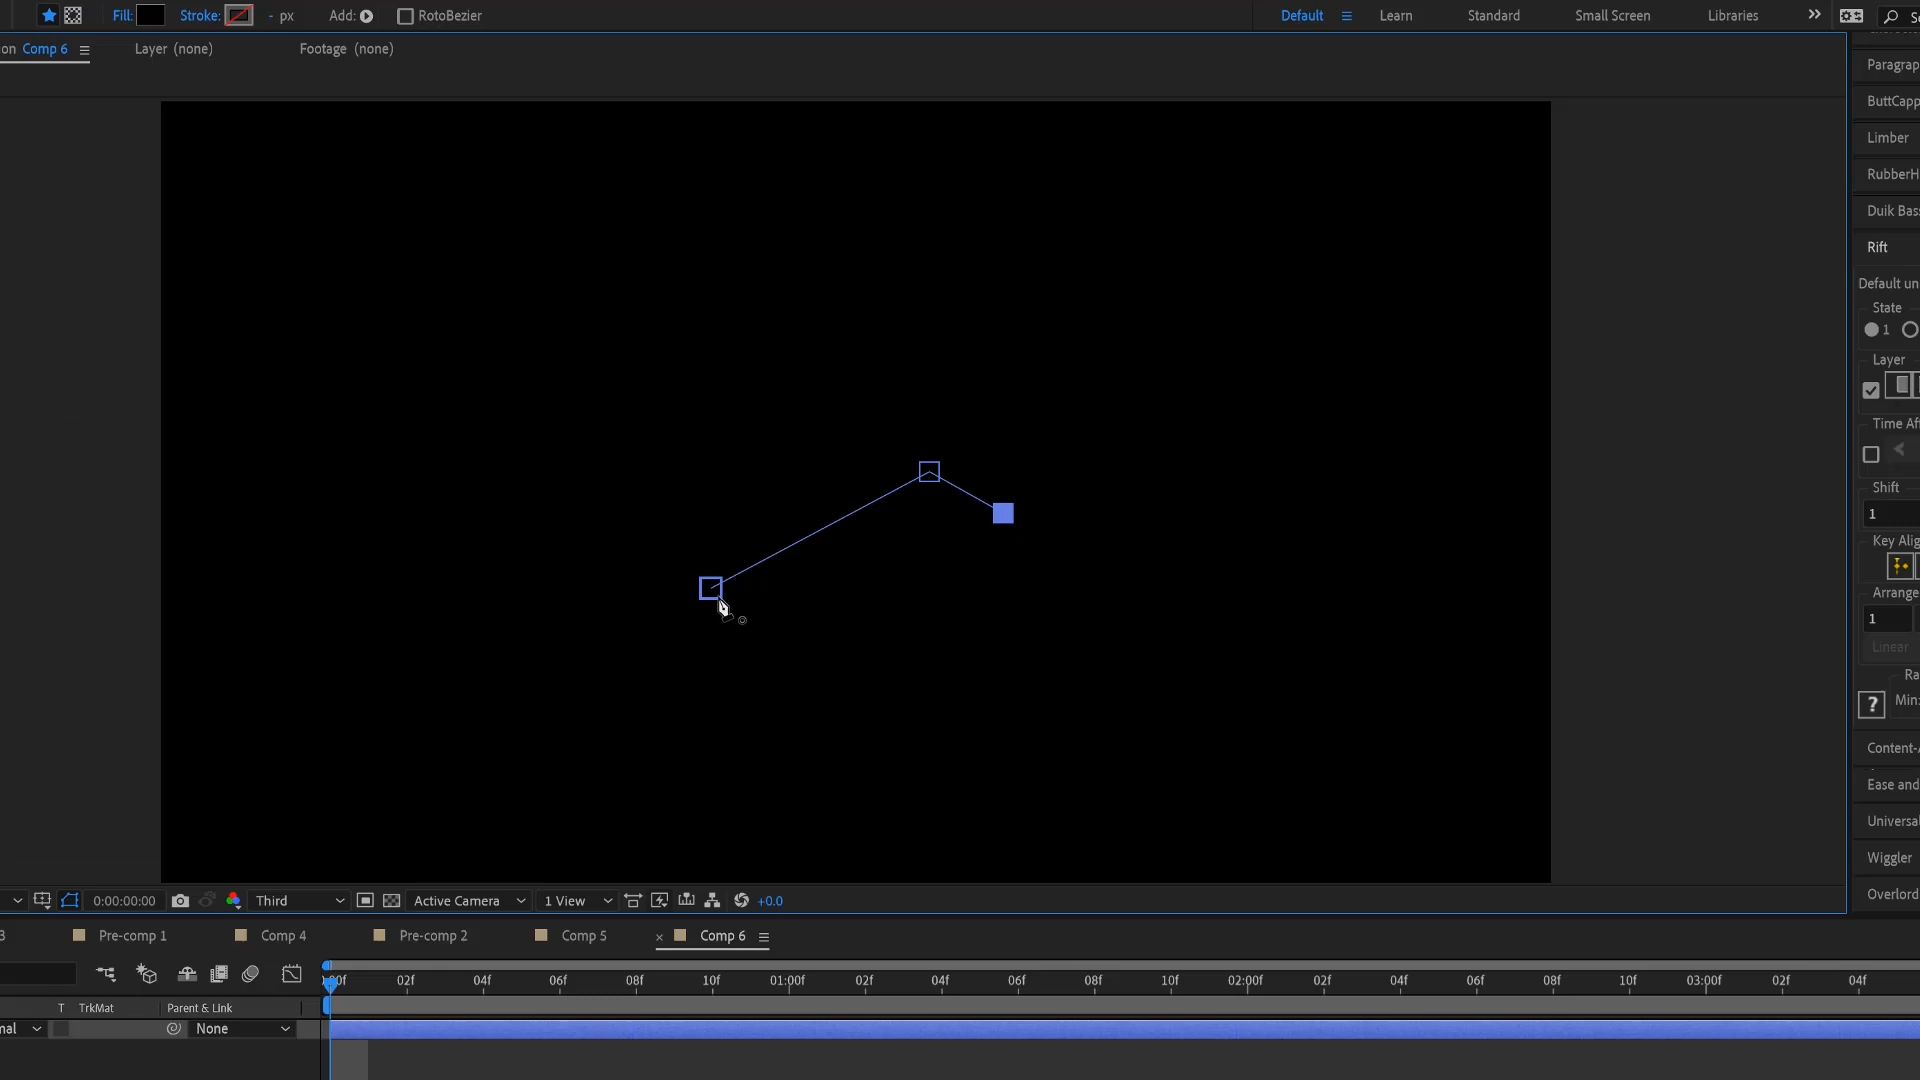 Fill: Stroke: - px Add: RotoBezier Default Learn Standard Small Screen Libraries
on Comp 6 Layer (none) Footage (none)
Paragrap
ButtCapp
Limber
RubberH
Duik Bas
Rift
Default un
State
1
Layer
Time Af
Shift
1
Key Alig
Arrange
1
Linear
Ra
? Min:
Content-A
Ease and
Universal
Wiggler
Overlord
0:00:00:00 Third Active Camera 1 View +0.0
3 Pre-comp 1 Comp 4 Pre-comp 2 Comp 5 × Comp 6
00f 02f 04f 06f 08f 10f 01:00f 02f 04f 06f 08f 10f 02:00f 02f 04f 06f 08f 10f 03:00f 02f 04f
T TrkMat Parent & Link
nal None